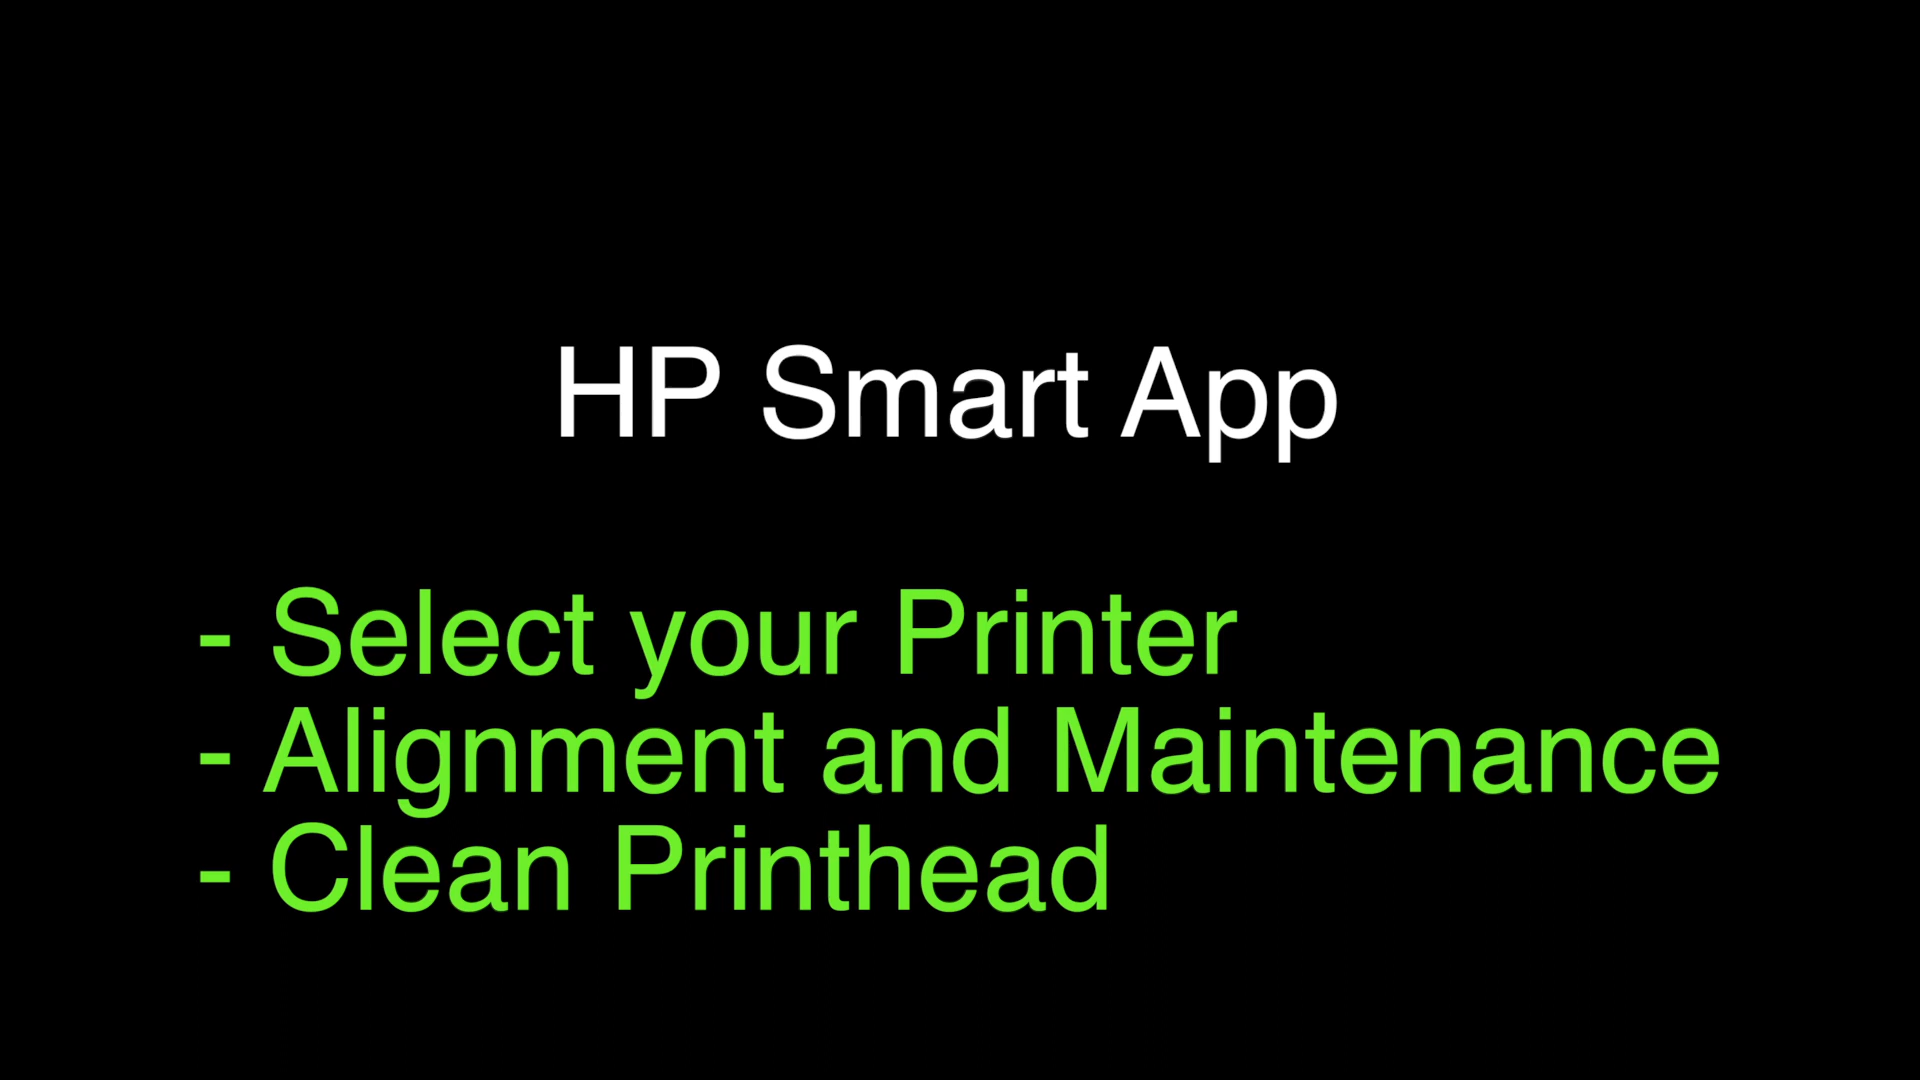 HP Smart App
- Select your Printer
- Alignment and Maintenance
- Clean Printhead